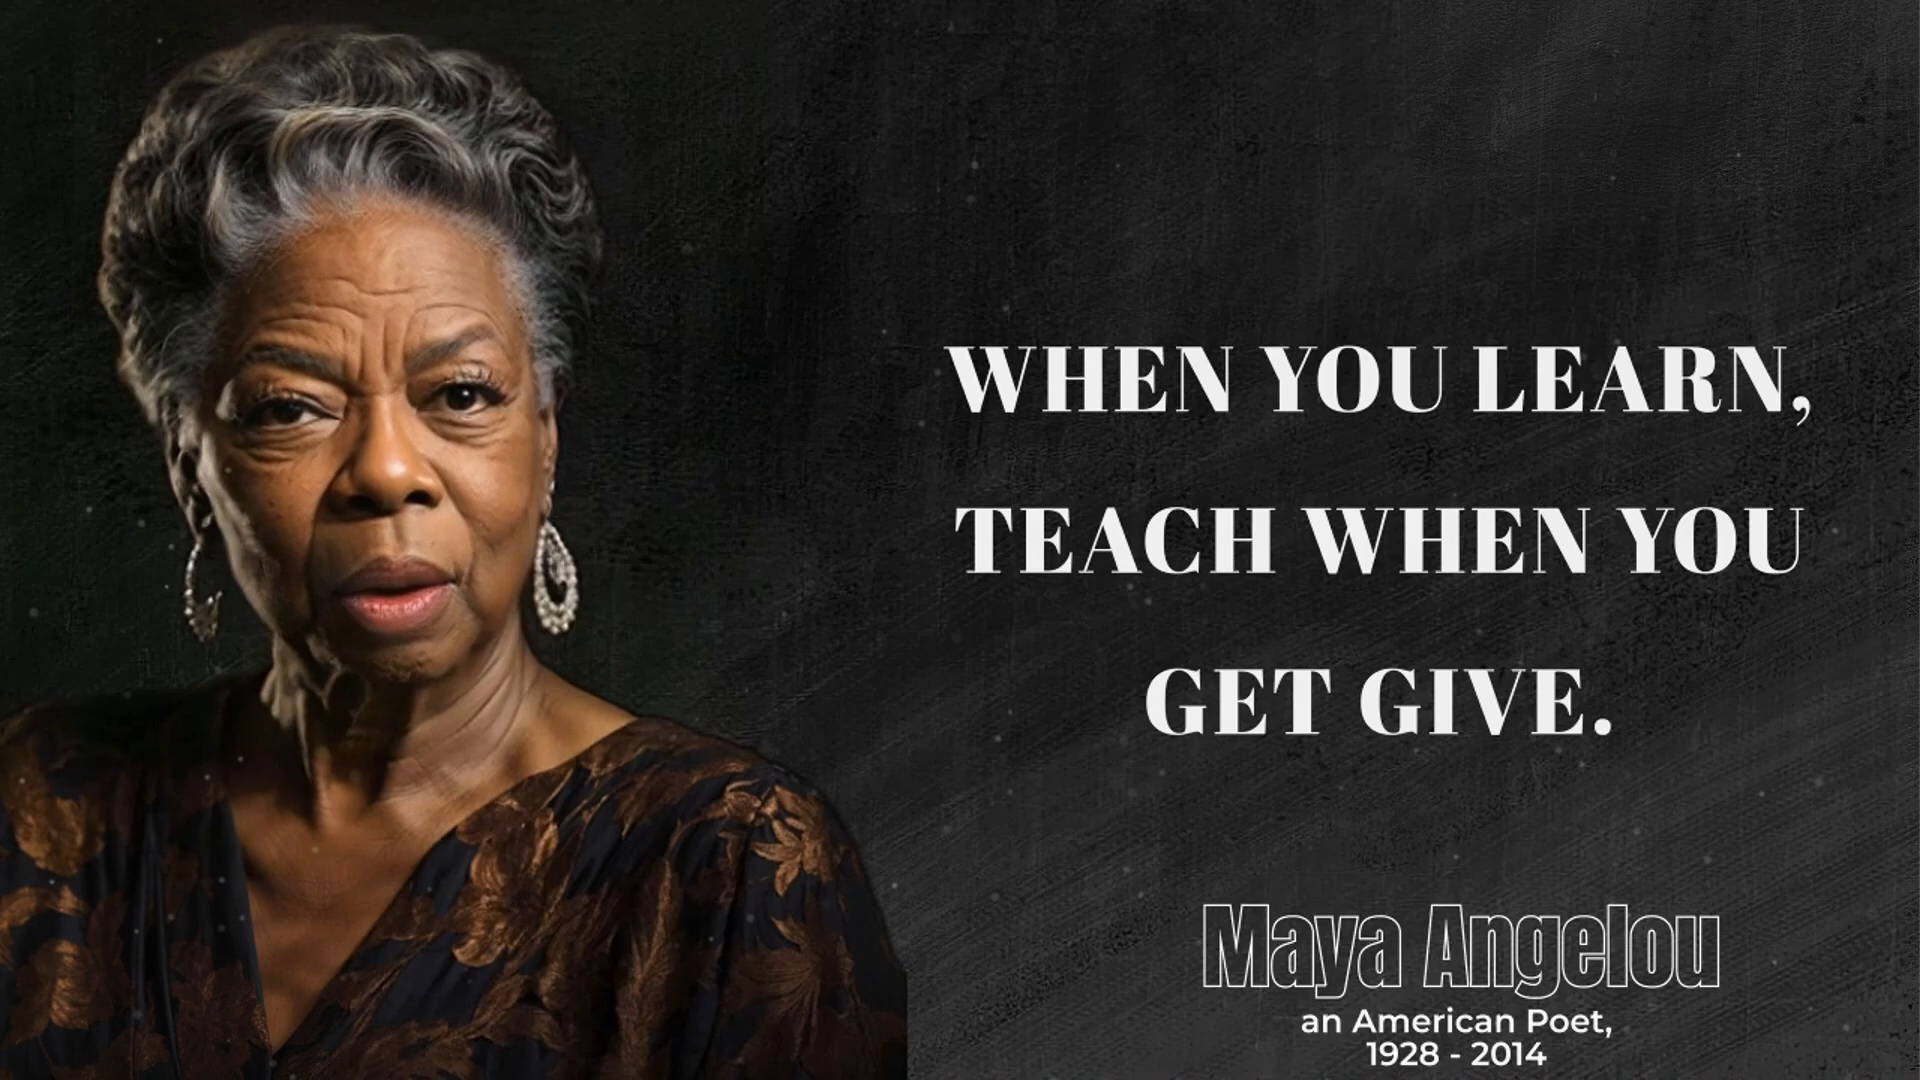 WHEN YOU LEARN,
TEACH WHEN YOU
GET GIVE.
Maya Angelou
an American Poet,
1928 - 2014